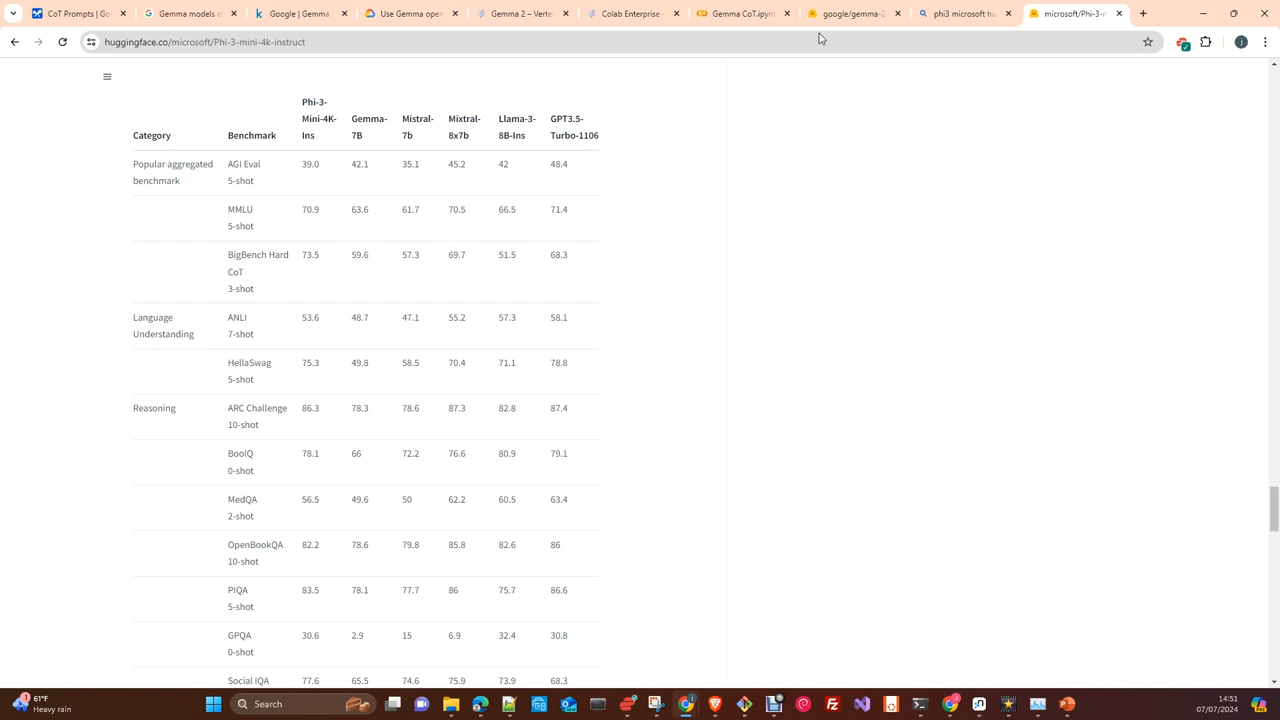 CoT Prompts | Go
Gemma models o
Google | Gemma
Use Gemma open
Gemma 2 – Verte
Colab Enterprise -
Gemma CoT.ipyn
google/gemma-2
phi3 microsoft hu
microsoft/Phi-3-m
huggingface.co/microsoft/Phi-3-mini-4k-instruct
Category Benchmark Phi-3-Mini-4K-Ins Gemma-7B Mistral-7b Mixtral-8x7b Llama-3-8B-Ins GPT3.5-Turbo-1106
Popular aggregated benchmark AGI Eval 5-shot 39.0 42.1 35.1 45.2 42 48.4
MMLU 5-shot 70.9 63.6 61.7 70.5 66.5 71.4
BigBench Hard CoT 3-shot 73.5 59.6 57.3 69.7 51.5 68.3
Language Understanding ANLI 7-shot 53.6 48.7 47.1 55.2 57.3 58.1
HellaSwag 5-shot 75.3 49.8 58.5 70.4 71.1 78.8
Reasoning ARC Challenge 10-shot 86.3 78.3 78.6 87.3 82.8 87.4
BoolQ 0-shot 78.1 66 72.2 76.6 80.9 79.1
MedQA 2-shot 56.5 49.6 50 62.2 60.5 63.4
OpenBookQA 10-shot 82.2 78.6 79.8 85.8 82.6 86
PIQA 5-shot 83.5 78.1 77.7 86 75.7 86.6
GPQA 0-shot 30.6 2.9 15 6.9 32.4 30.8
Social IQA 77.6 65.5 74.6 75.9 73.9 68.3
61°F
Heavy rain
Search
14:51
07/07/2024